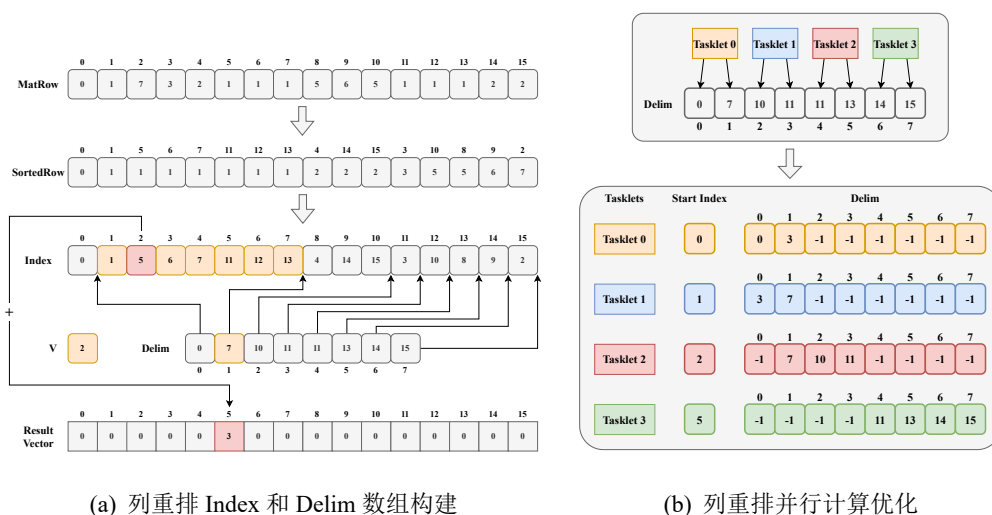 0 1 2 3 4 5 6 7 8 9 10 11 12 13 14 15
MatRow 0 1 7 3 2 1 1 1 5 6 5 1 1 1 2 2
0 1 5 6 7 11 12 13 4 14 15 3 10 8 9 2
SortedRow 0 1 1 1 1 1 1 1 2 2 2 3 5 5 6 7
0 1 2 3 4 5 6 7 8 9 10 11 12 13 14 15
Index 0 1 5 6 7 11 12 13 4 14 15 3 10 8 9 2
+
V 2 Delim 0 7 10 11 11 13 14 15
0 1 2 3 4 5 6 7
0 1 2 3 4 5 6 7 8 9 10 11 12 13 14 15
Result
Vector
0 0 0 0 0 3 0 0 0 0 0 0 0 0 0 0
(a) 列重排 Index 和 Delim 数组构建
Tasklet 0 Tasklet 1 Tasklet 2 Tasklet 3
Delim 0 7 10 11 11 13 14 15
0 1 2 3 4 5 6 7
Tasklets Start Index Delim
0 1 2 3 4 5 6 7
Tasklet 0 0 0 3 -1 -1 -1 -1 -1 -1
0 1 2 3 4 5 6 7
Tasklet 1 1 3 7 -1 -1 -1 -1 -1 -1
0 1 2 3 4 5 6 7
Tasklet 2 2 -1 7 10 11 -1 -1 -1 -1
0 1 2 3 4 5 6 7
Tasklet 3 5 -1 -1 -1 -1 11 13 14 15
(b) 列重排并行计算优化